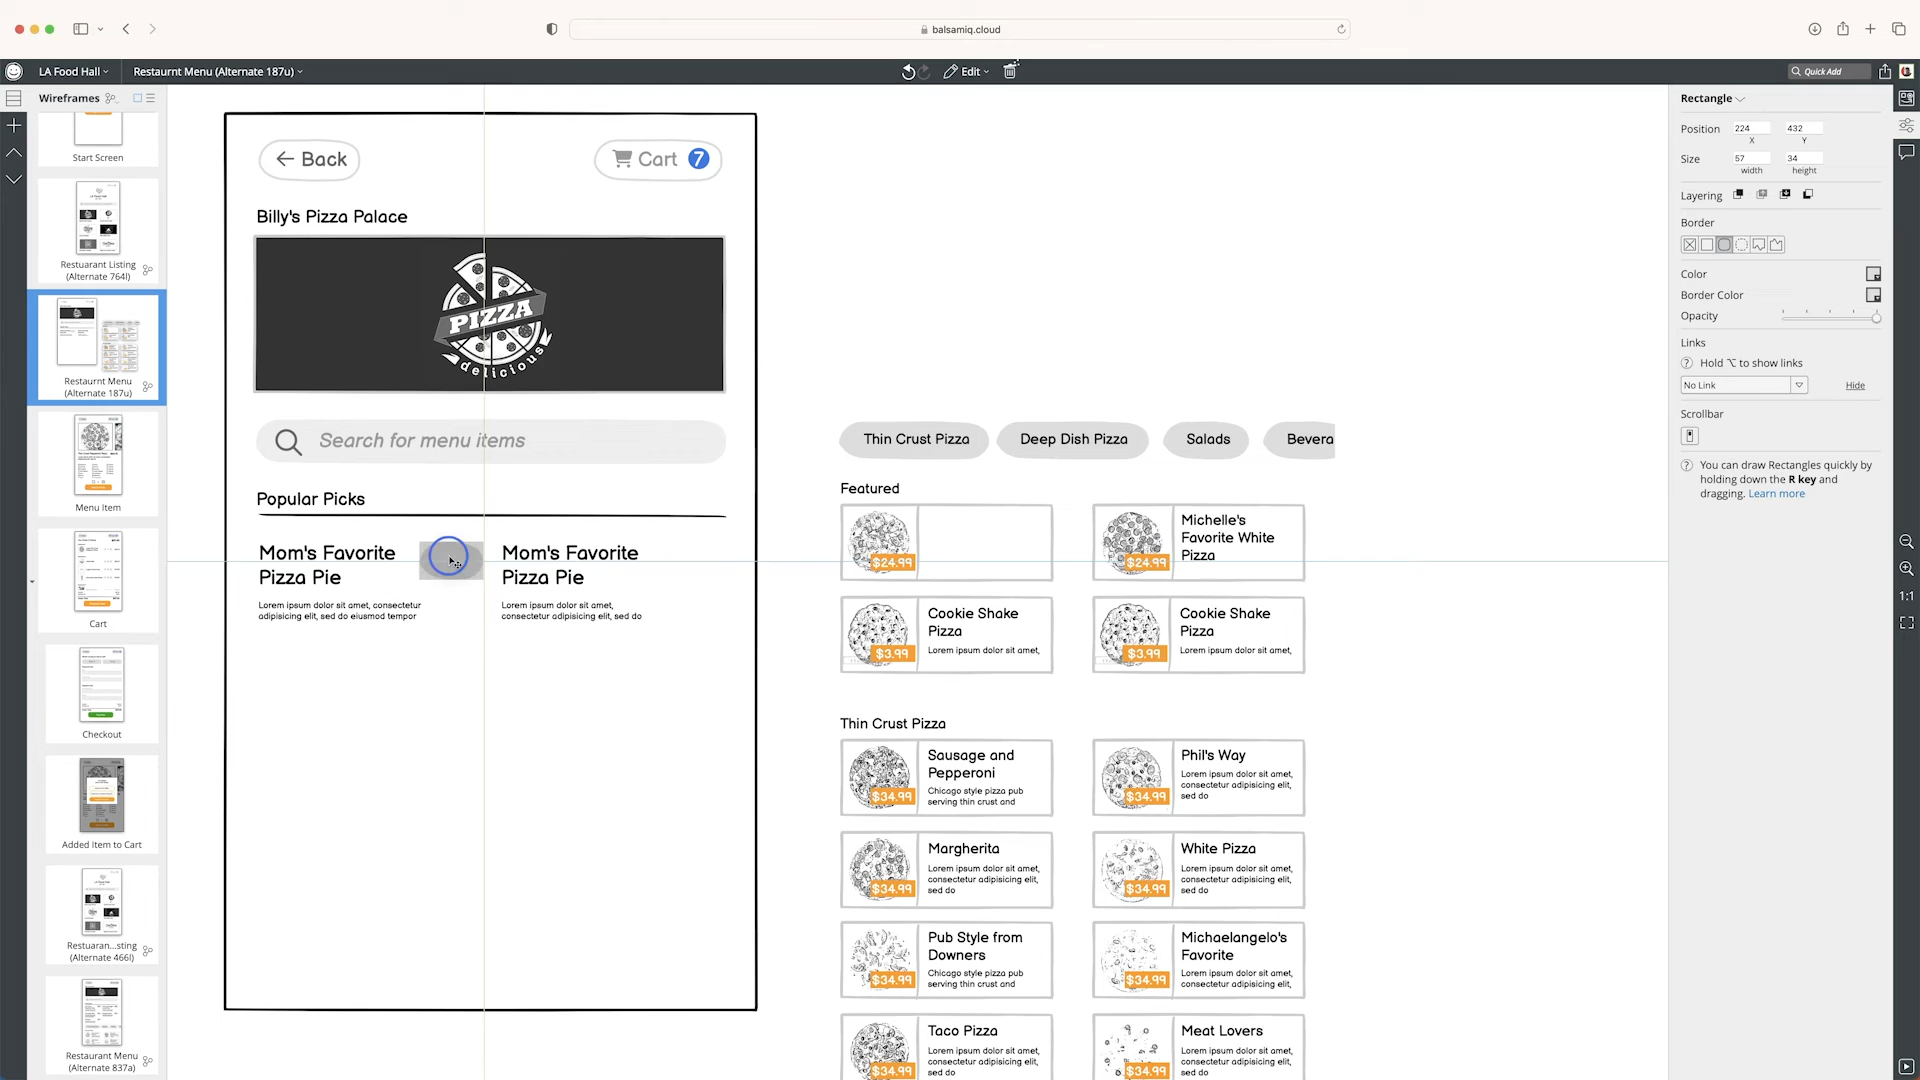 balsamiq.cloud
LA Food Hall
Restaurnt Menu (Alternate 187u)
Edit
Quick Add
Wireframes
Start Screen
Restuarant Listing
(Alternate 764l)
Restaurnt Menu
(Alternate 187u)
Menu Item
Cart
Checkout
Added Item to Cart
Restuaran...sting
(Alternate 466l)
Restaurant Menu
(Alternate 837a)
Back
Cart 7
Billy's Pizza Palace
PIZZA
delicious
Search for menu items
Popular Picks
Mom's Favorite
Pizza Pie
Lorem ipsum dolor sit amet, consectetur
adipisicing elit, sed do eiusmod tempor
Mom's Favorite
Pizza Pie
Lorem ipsum dolor sit amet,
consectetur adipisicing elit, sed do
Thin Crust Pizza
Deep Dish Pizza
Salads
Bevera
Featured
$24.99
Michelle's
Favorite White
Pizza
$24.99
Cookie Shake
Pizza
Lorem ipsum dolor sit amet,
$3.99
Cookie Shake
Pizza
Lorem ipsum dolor sit amet,
$3.99
Thin Crust Pizza
Sausage and
Pepperoni
Chicago style pizza pub
serving thin crust and
$34.99
Phil's Way
Lorem ipsum dolor sit amet,
consectetur adipisicing elit,
sed do
$34.99
Margherita
Lorem ipsum dolor sit amet,
consectetur adipisicing elit,
sed do
$34.99
White Pizza
Lorem ipsum dolor sit amet,
consectetur adipisicing elit,
sed do
$34.99
Pub Style from
Downers
Chicago style pizza pub
serving thin crust and
$34.99
Michaelangelo's
Favorite
Lorem ipsum dolor sit amet,
consectetur adipisicing elit,
$34.99
Taco Pizza
Lorem ipsum dolor sit amet,
consectetur adipisicing elit,
sed do
$34.99
Meat Lovers
Lorem ipsum dolor sit amet,
consectetur adipisicing elit,
sed do
$34.99
Rectangle
Position 224 432
X Y
Size 57 34
width height
Layering
Border
Color
Border Color
Opacity
Links
? Hold ⌥ to show links
No Link
Hide
Scrollbar
? You can draw Rectangles quickly by
holding down the R key and
dragging. Learn more
1:1